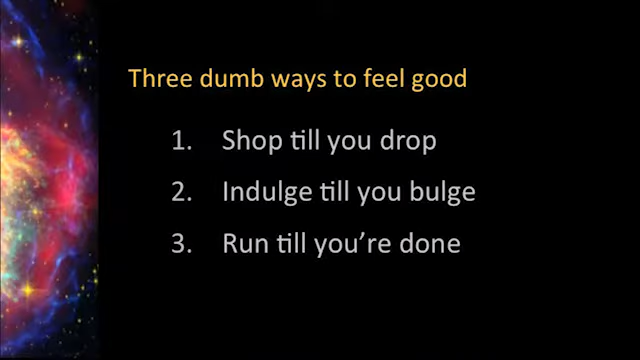 Three dumb ways to feel good
1. Shop till you drop
2. Indulge till you bulge
3. Run till you’re done